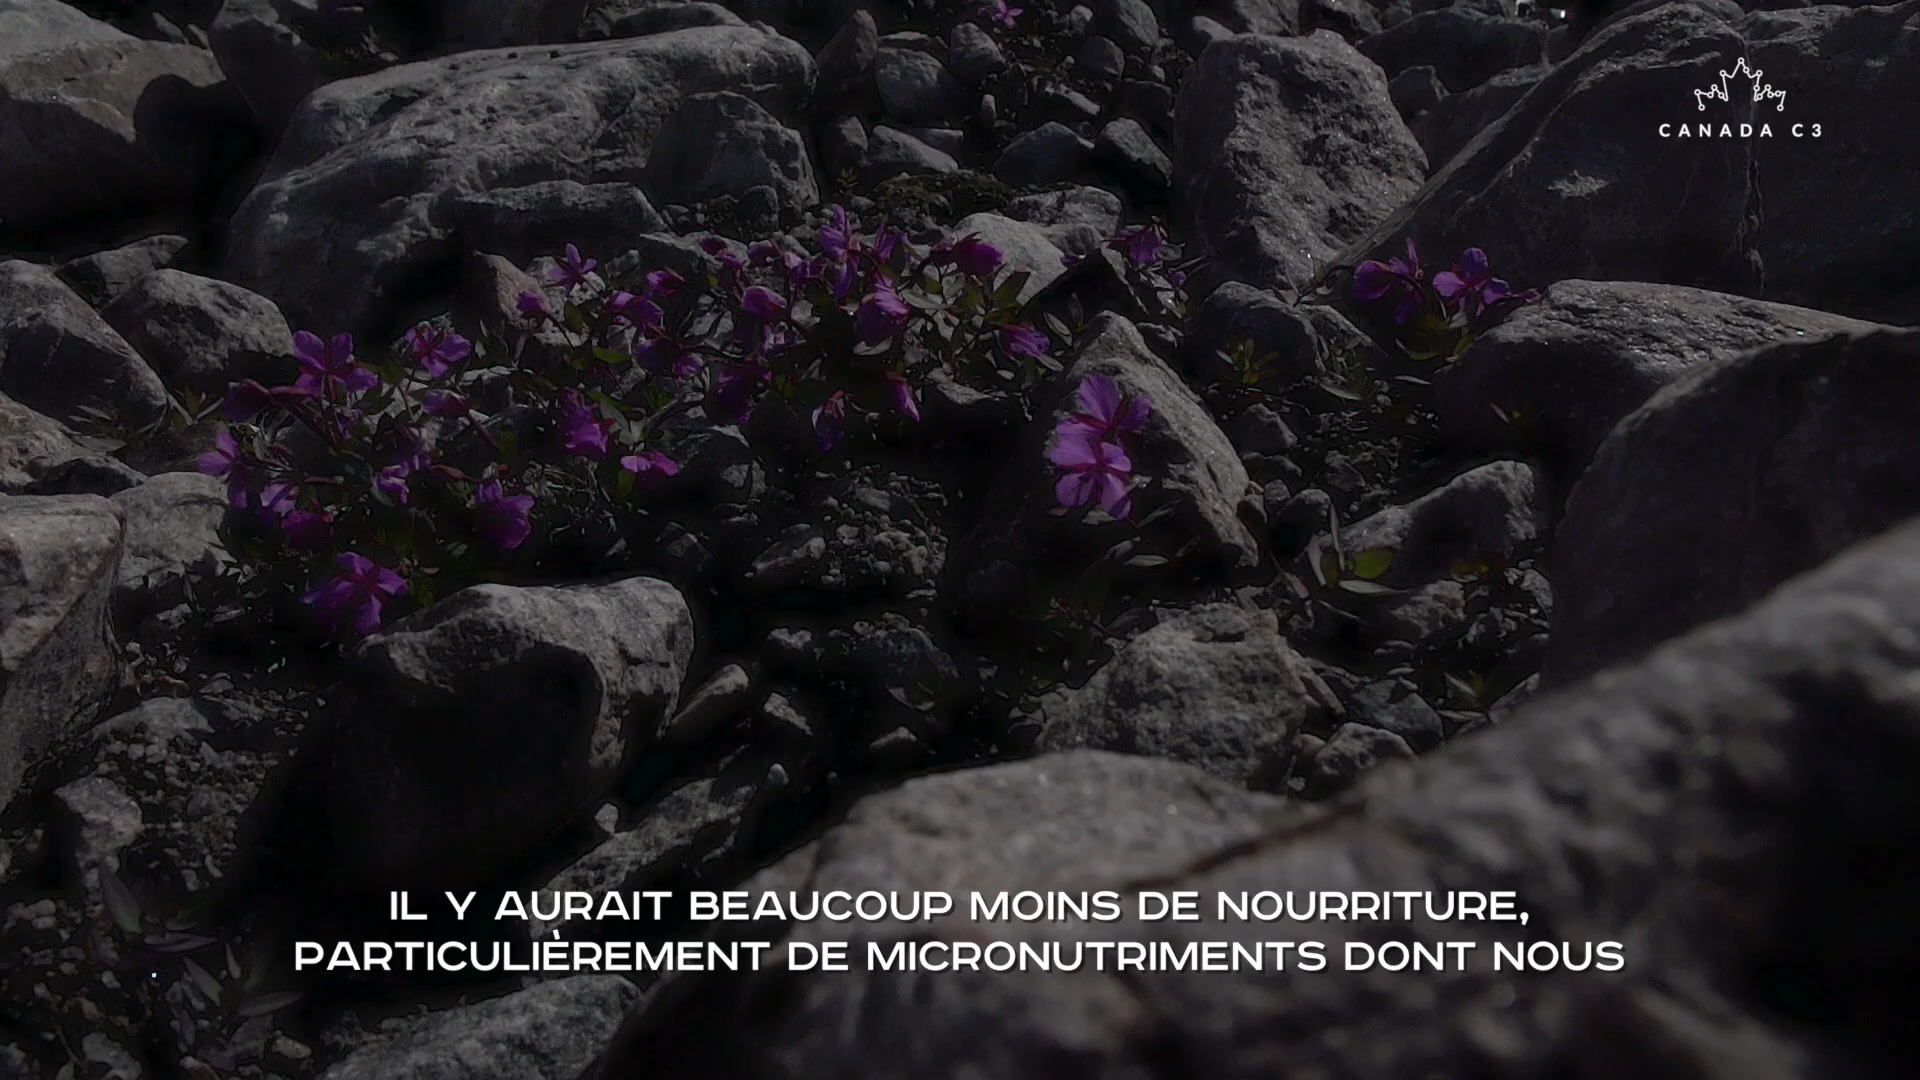 CANADA C3
IL Y AURAIT BEAUCOUP MOINS DE NOURRITURE,
PARTICULIÈREMENT DE MICRONUTRIMENTS DONT NOUS